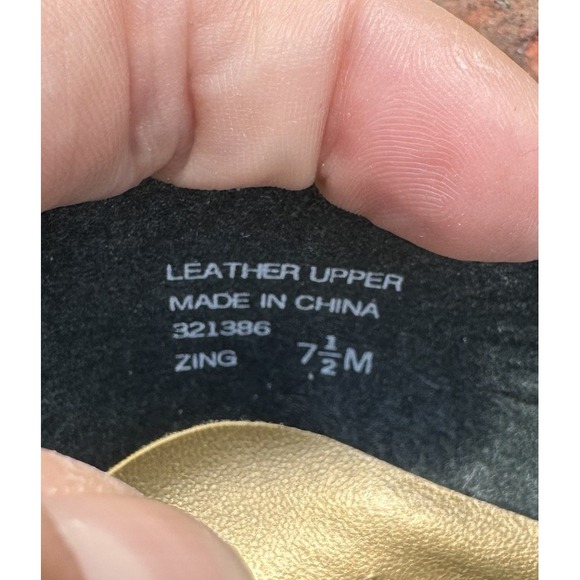 LEATHER UPPER
MADE IN CHINA
321386
ZING 7½M